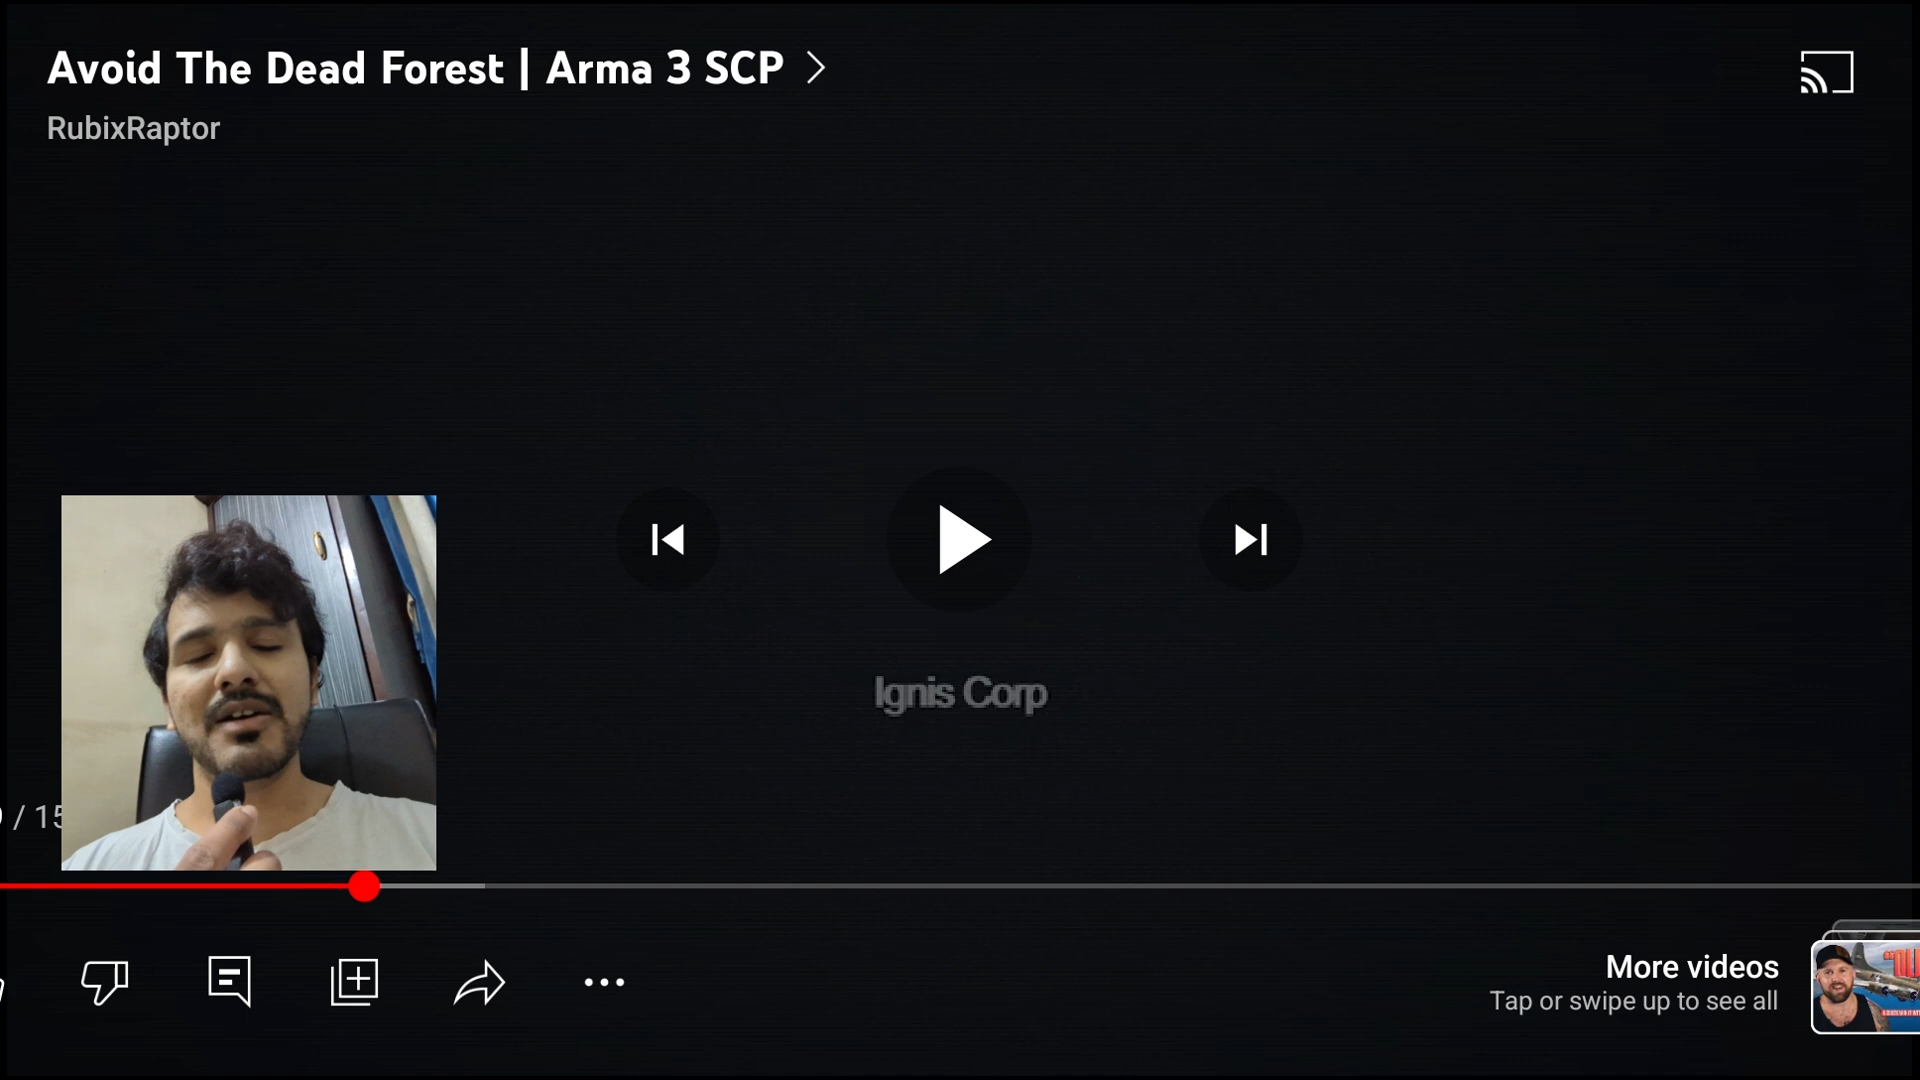 Avoid The Dead Forest | Arma 3 SCP
RubixRaptor
Ignis Corp
/ 15
More videos
Tap or swipe up to see all